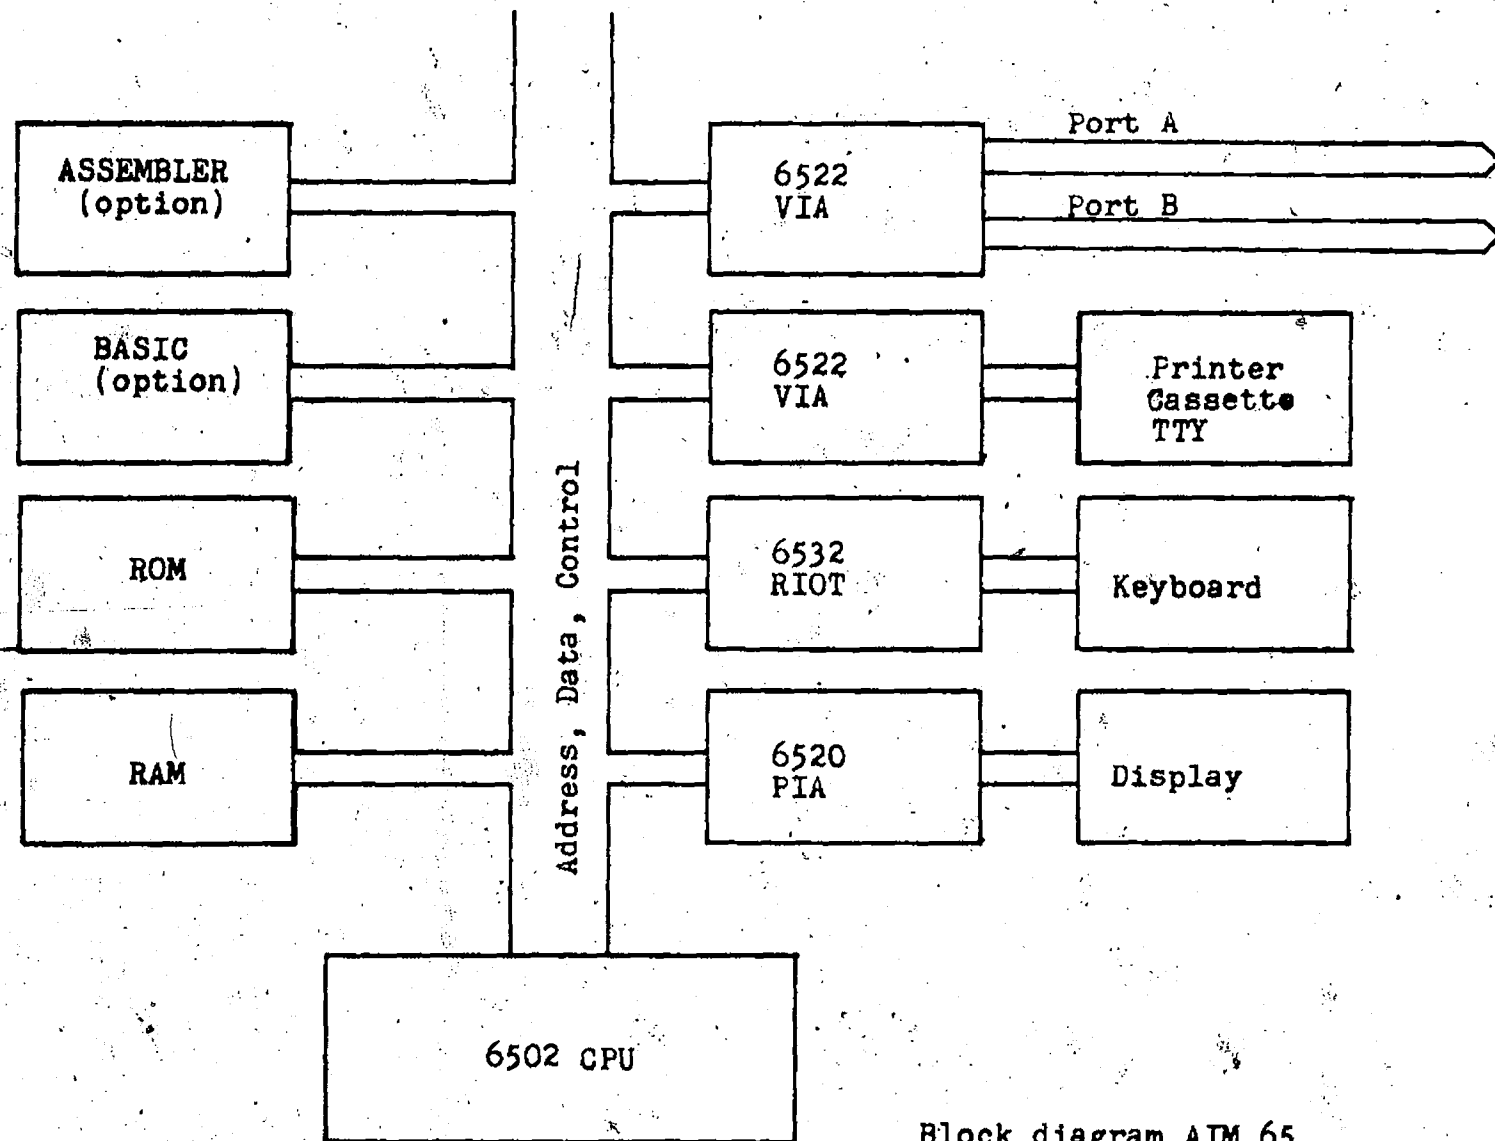 Port A
ASSEMBLER
(option)
6522
VIA
Port B
BASIC
(option)
6522
VIA
Printer
Cassette
TTY
Address, Data, Control
ROM
6532
RIOT
Keyboard
RAM
6520
PIA
Display
6502 CPU
Block diagram AIM 65